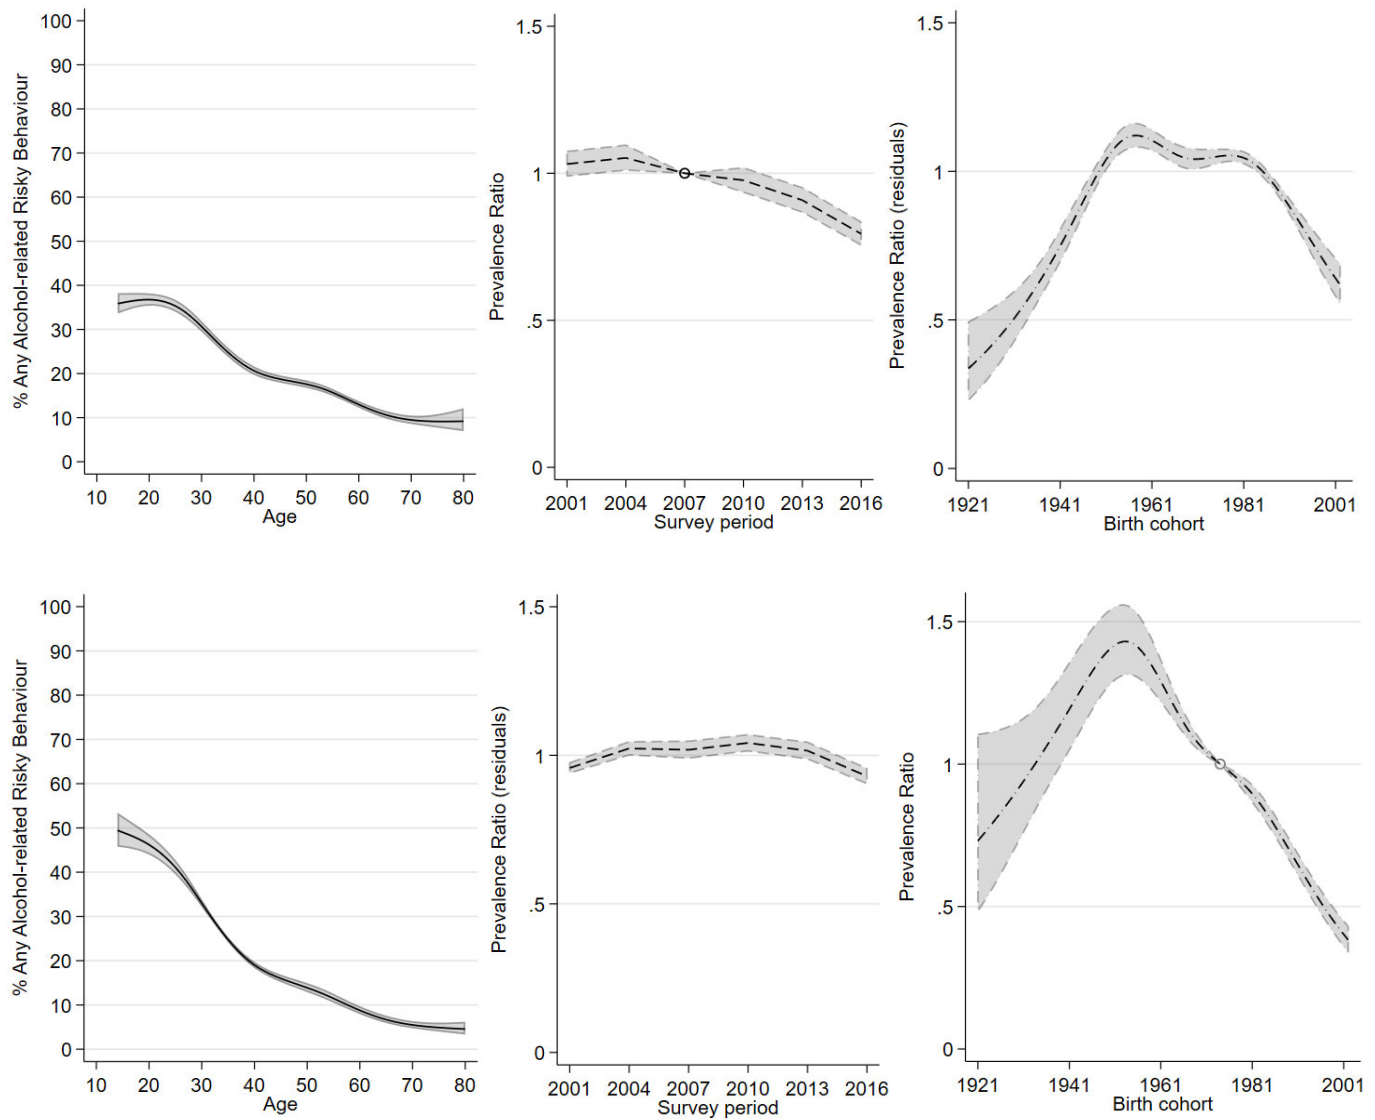 % Any Alcohol-related Risky Behaviour
100
90
80
70
60
50
40
30
20
10
0
10 20 30 40 50 60 70 80
Age
Prevalence Ratio
1.5
1
.5
0
2001 2004 2007 2010 2013 2016
Survey period
Prevalence Ratio (residuals)
1.5
1
.5
0
1921 1941 1961 1981 2001
Birth cohort
% Any Alcohol-related Risky Behaviour
100
90
80
70
60
50
40
30
20
10
0
10 20 30 40 50 60 70 80
Age
Prevalence Ratio (residuals)
1.5
1
.5
0
2001 2004 2007 2010 2013 2016
Survey period
Prevalence Ratio
1.5
1
.5
0
1921 1941 1961 1981 2001
Birth cohort